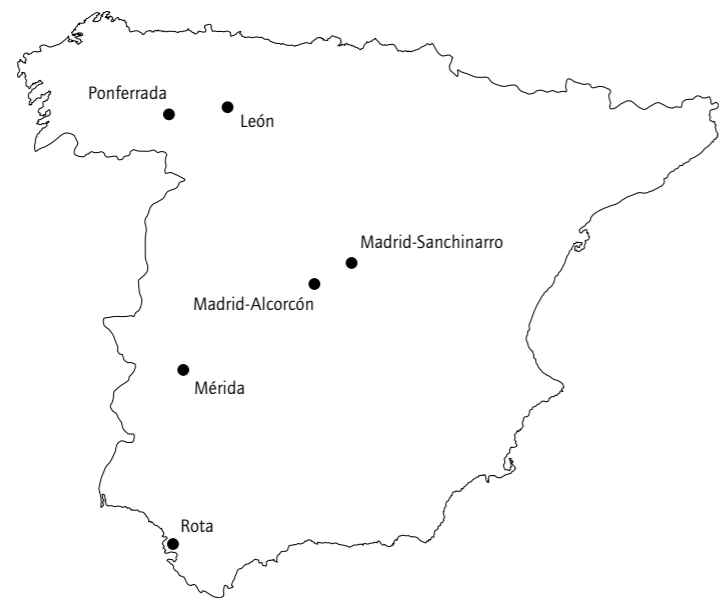 Ponferrada
León
Madrid-Sanchinarro
Madrid-Alcorcón
Mérida
Rota